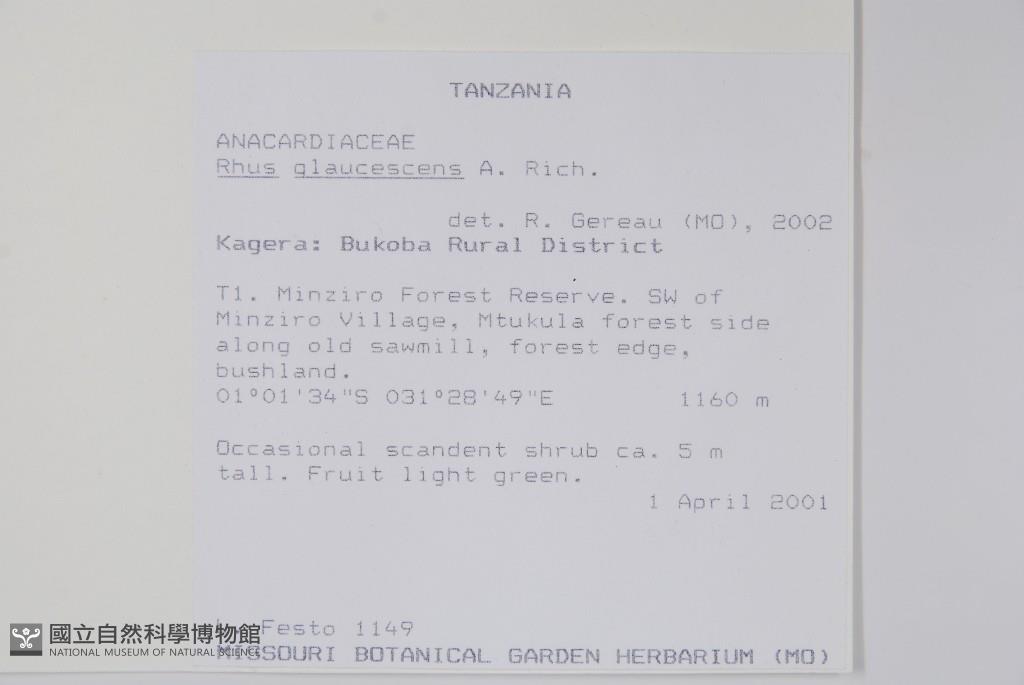 TANZANIA
ANACARDIACEAE
Rhus glaucescens A. Rich.
det. R. Gereau (MO), 2002
Kagera: Bukoba Rural District
T1. Minziro Forest Reserve. SW of
Minziro Village, Mtukula forest side
along old sawmill, forest edge,
bushland.
01°01'34"S 031°28'49"E 1160 m
Occasional scandent shrub ca. 5 m
tall. Fruit light green.
1 April 2001
Festo 1149
MISSOURI BOTANICAL GARDEN HERBARIUM (MO)
國立自然科學博物館
NATIONAL MUSEUM OF NATURAL SCIENCE